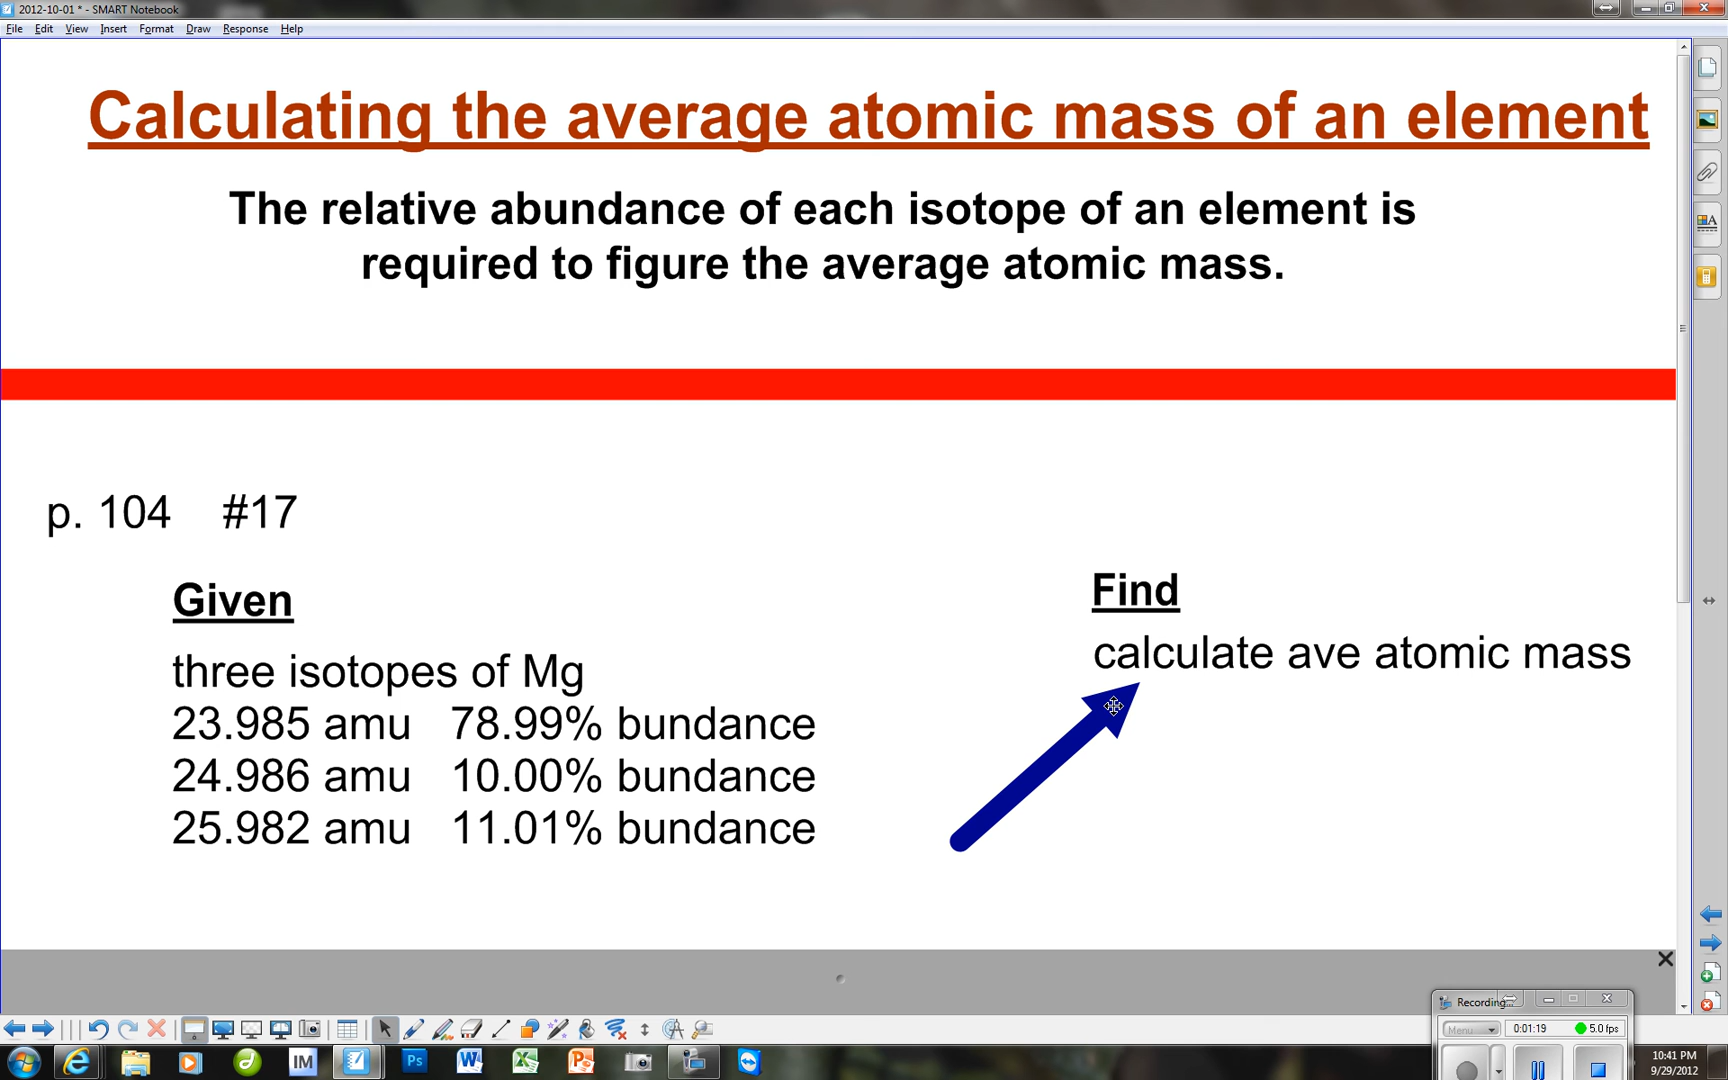 2012-10-01 * - SMART Notebook
File Edit View Insert Format Draw Response Help
Calculating the average atomic mass of an element
The relative abundance of each isotope of an element is
required to figure the average atomic mass.
p. 104 #17
Given
Find
three isotopes of Mg
calculate ave atomic mass
23.985 amu 78.99% bundance
24.986 amu 10.00% bundance
25.982 amu 11.01% bundance
Recording...
Menu 0:01:19 5.0 fps
IM Ps W X P
10:41 PM
9/29/2012